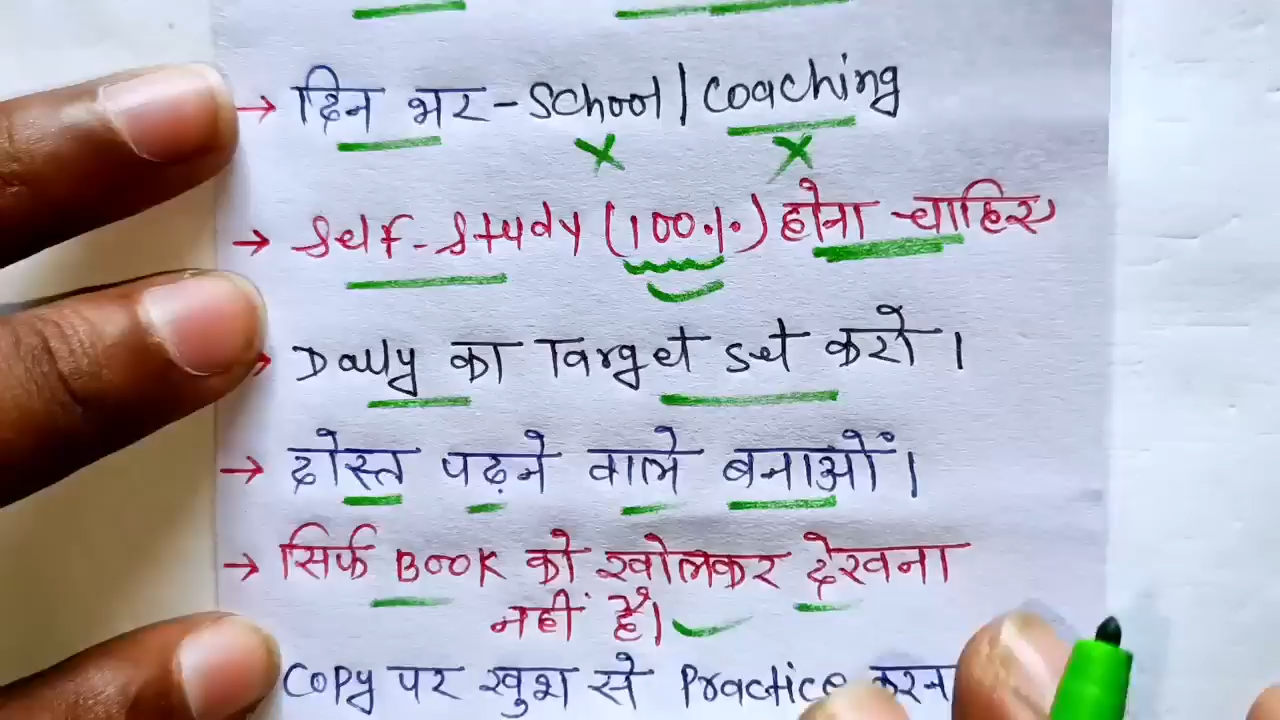 दिन भर - School / Coaching
Self-Study (100%) होना चाहिए
Daily का Target set करो ।
दोस्त पढ़ने वाले बनाओं ।
सिर्फ BOOK को खोलकर देखना
नहीं है।
Copy पर खुश से Practice